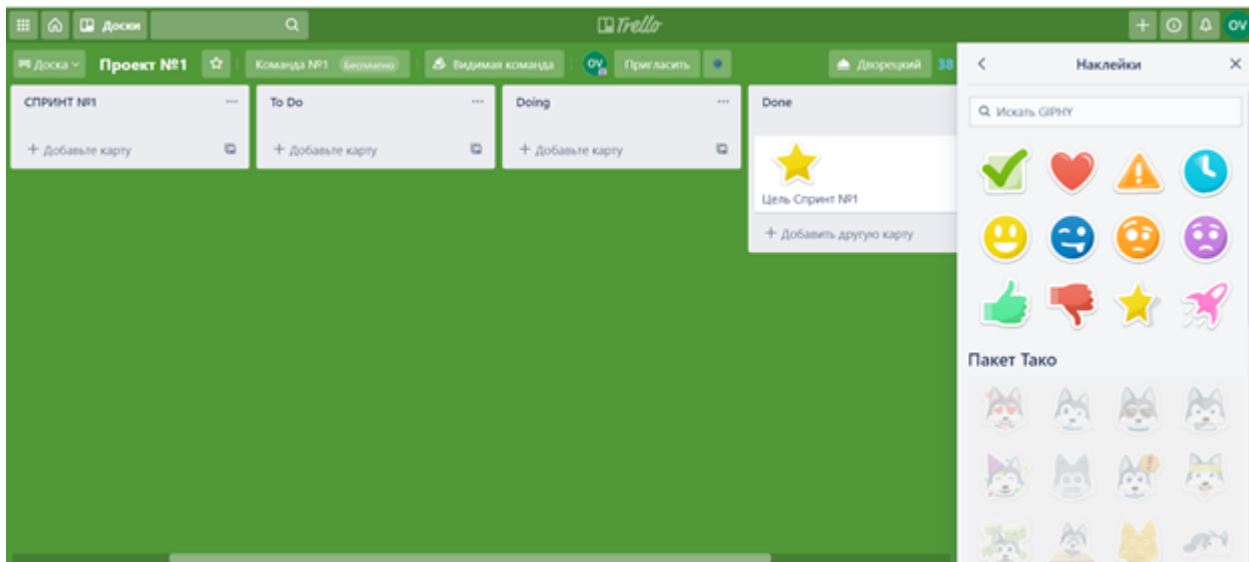 Доски
Trello
OV
Доска
Проект №1
Команда №1 Бесплатно
Видимая команда
OV
Пригласить
Дворецкий
38
Наклейки
СПРИНТ №1
To Do
Doing
Done
Искать GIPHY
+ Добавьте карту
+ Добавьте карту
+ Добавьте карту
Цель Спринт №1
+ Добавить другую карту
Пакет Тако